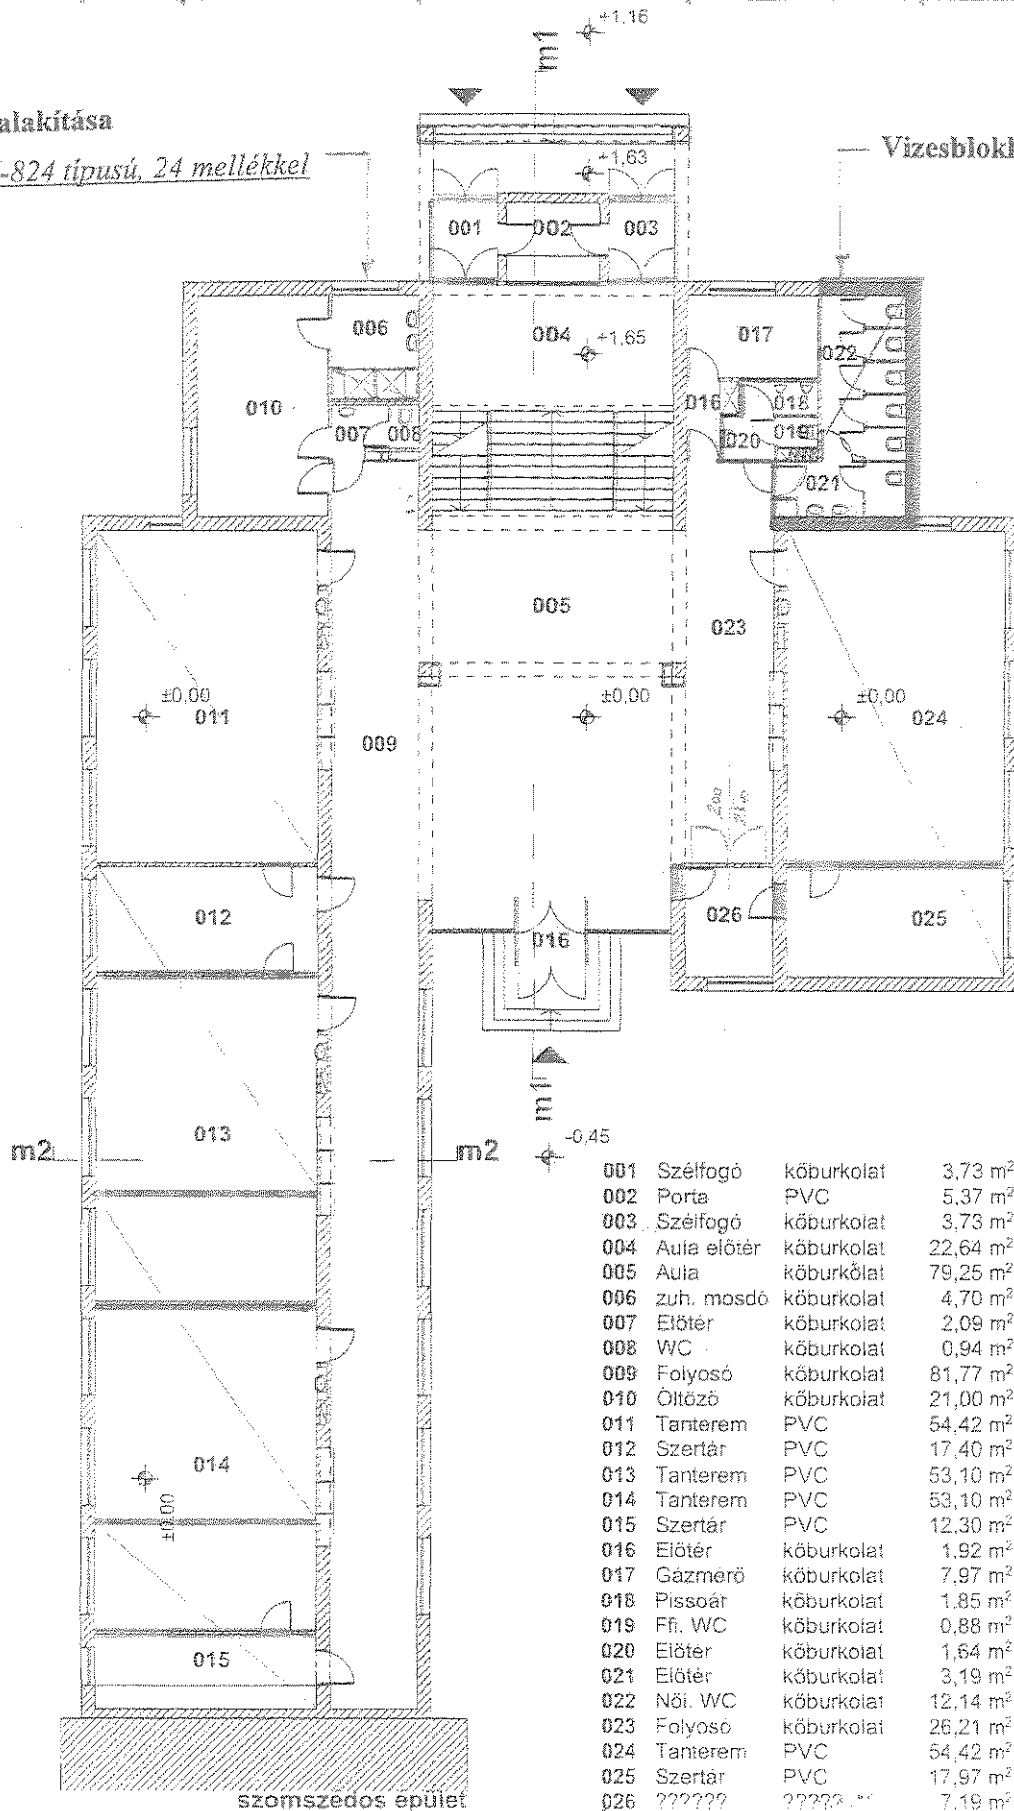 +1,16
m1
alakítása
-824 típusú, 24 mellékkel
Vizesblokk
+1,63
001
002
003
006
004
+1,65
017
022
010
016
018
007
008
019
020
021
005
023
±0,00
011
±0,00
±0,00
024
009
012
026
025
016
013
m1
m2
m2
-0,45
014
±0,00
015
szomszédos épület
001 Szélfogó kőburkolat 3,73 m²
002 Porta PVC 5,37 m²
003 Szélfogó kőburkolat 3,73 m²
004 Aula előtér kőburkolat 22,64 m²
005 Aula kőburkolat 79,25 m²
006 zuh. mosdó kőburkolat 4,70 m²
007 Előtér kőburkolat 2,09 m²
008 WC kőburkolat 0,94 m²
009 Folyosó kőburkolat 81,77 m²
010 Öltöző kőburkolat 21,00 m²
011 Tanterem PVC 54,42 m²
012 Szertár PVC 17,40 m²
013 Tanterem PVC 53,10 m²
014 Tanterem PVC 53,10 m²
015 Szertár PVC 12,30 m²
016 Előtér kőburkolat 1,92 m²
017 Gázmérő kőburkolat 7,97 m²
018 Pissoár kőburkolat 1,85 m²
019 Ffi. WC kőburkolat 0,88 m²
020 Előtér kőburkolat 1,64 m²
021 Előtér kőburkolat 3,19 m²
022 Női. WC kőburkolat 12,14 m²
023 Folyosó kőburkolat 26,21 m²
024 Tanterem PVC 54,42 m²
025 Szertár PVC 17,97 m²
026 ?????? ????? 7,19 m²